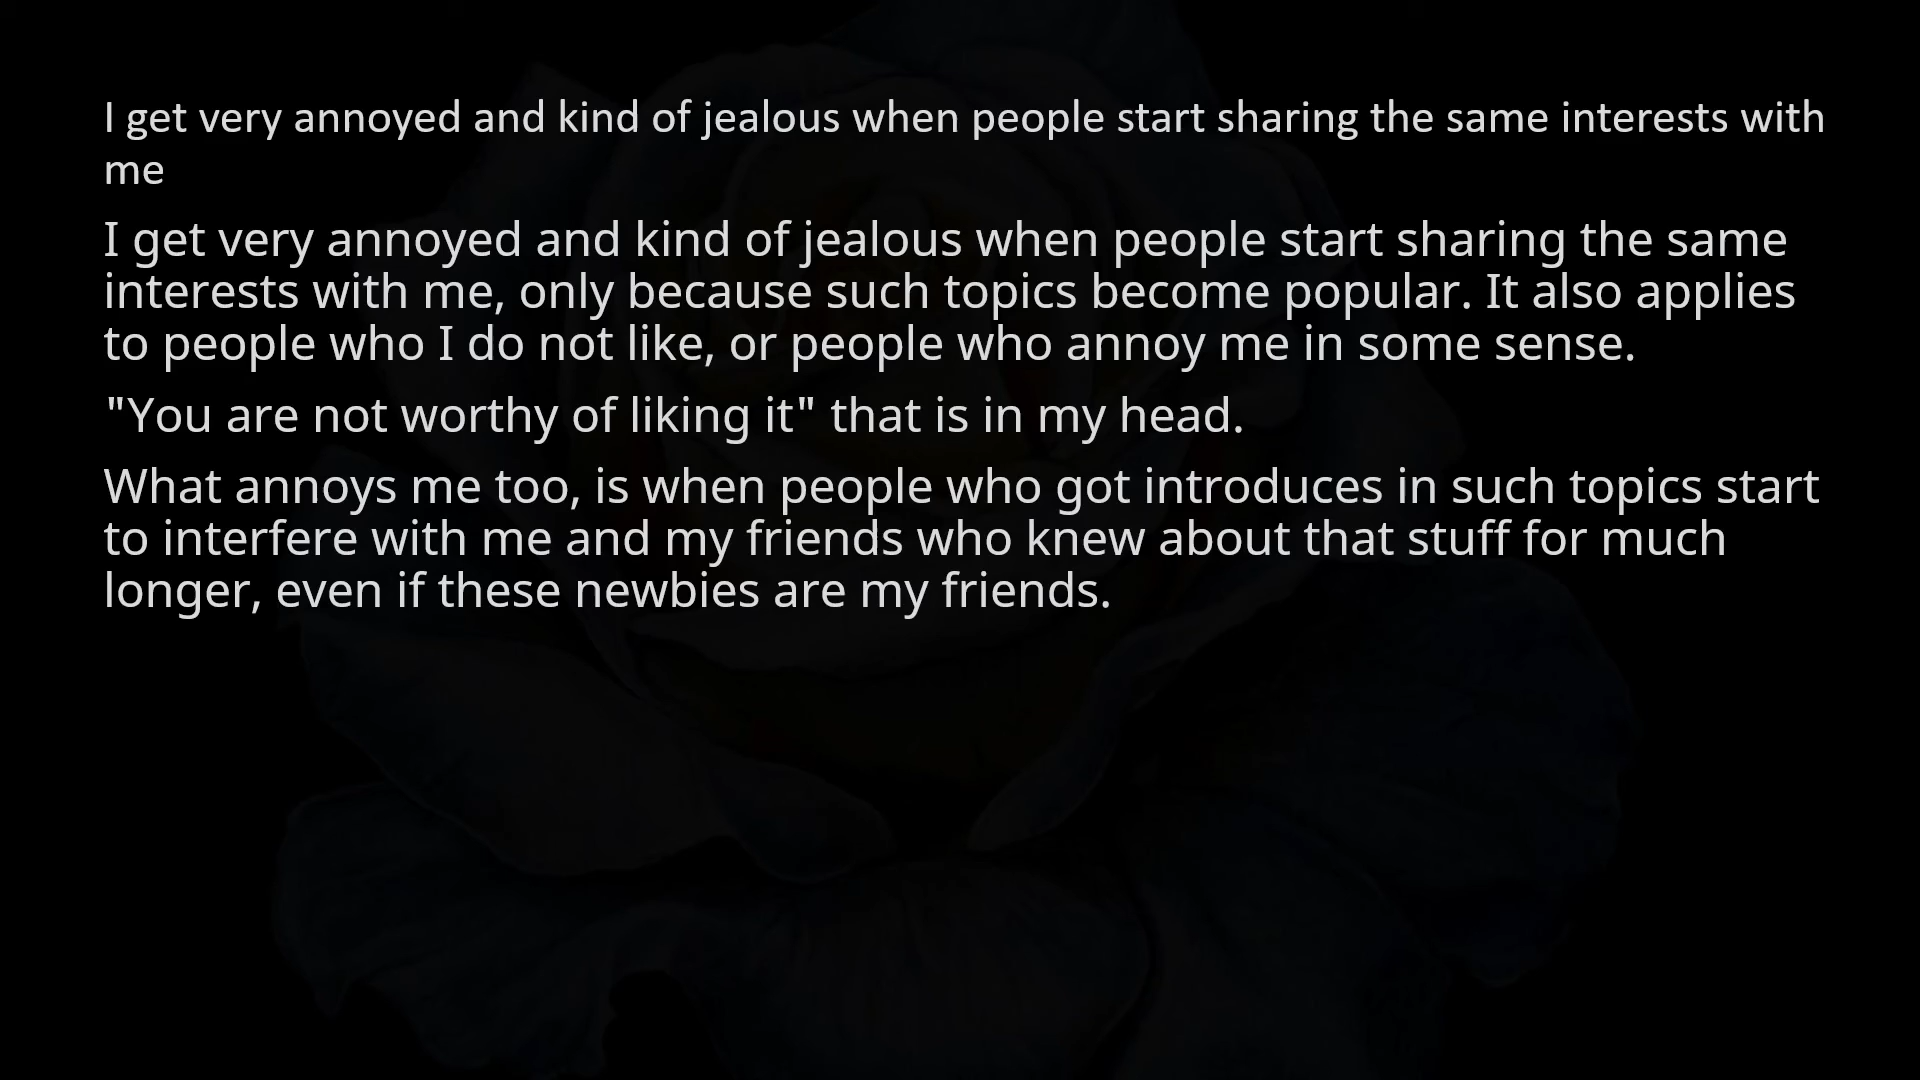 I get very annoyed and kind of jealous when people start sharing the same interests with
me
I get very annoyed and kind of jealous when people start sharing the same
interests with me, only because such topics become popular. It also applies
to people who I do not like, or people who annoy me in some sense.
"You are not worthy of liking it" that is in my head.
What annoys me too, is when people who got introduces in such topics start
to interfere with me and my friends who knew about that stuff for much
longer, even if these newbies are my friends.